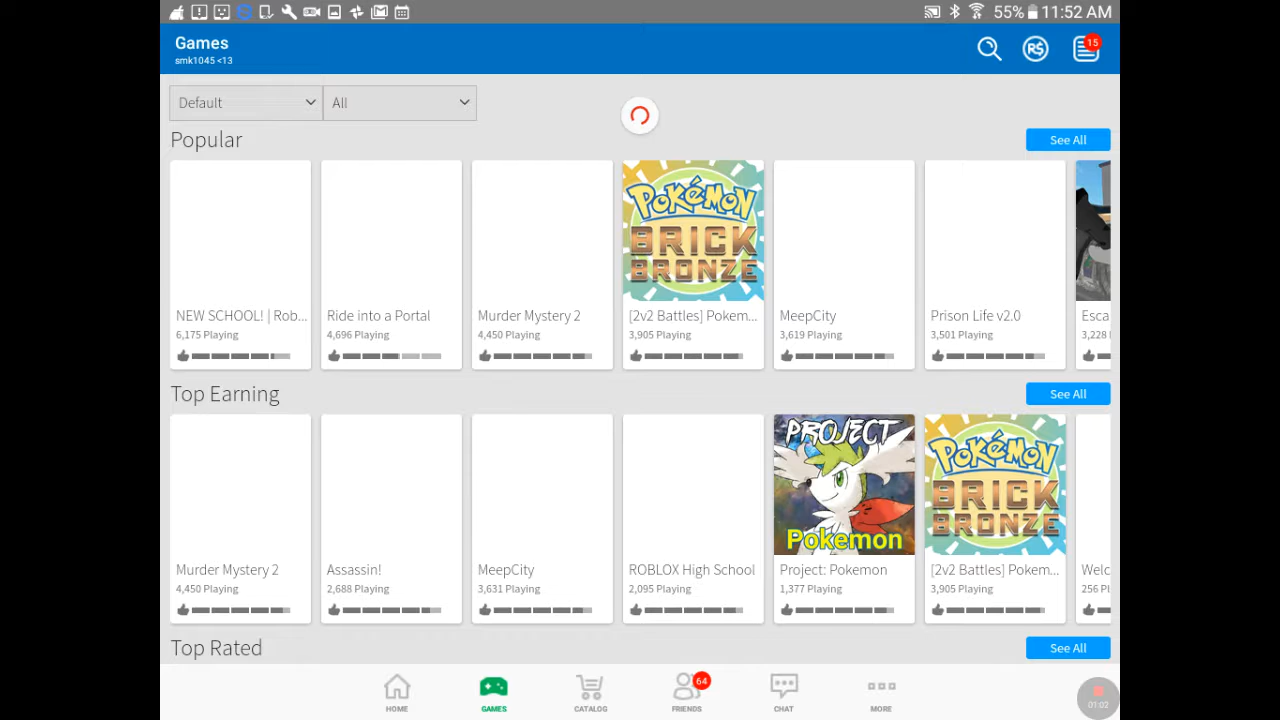 55% 11:52 AM
Games
smk1045 <13
R$
15
Default
All
Popular
See All
POKÉMON
BRICK
BRONZE
NEW SCHOOL! | Rob...
Ride into a Portal
Murder Mystery 2
[2v2 Battles] Pokem...
MeepCity
Prison Life v2.0
Esca
6,175 Playing
4,696 Playing
4,450 Playing
3,905 Playing
3,619 Playing
3,501 Playing
3,228
Top Earning
See All
PROJECT
Pokemon
POKÉMON
BRICK
BRONZE
Murder Mystery 2
Assassin!
MeepCity
ROBLOX High School
Project: Pokemon
[2v2 Battles] Pokem...
Welc
4,450 Playing
2,688 Playing
3,631 Playing
2,095 Playing
1,377 Playing
3,905 Playing
256 Pl
Top Rated
See All
64
HOME
GAMES
CATALOG
FRIENDS
CHAT
MORE
01:02